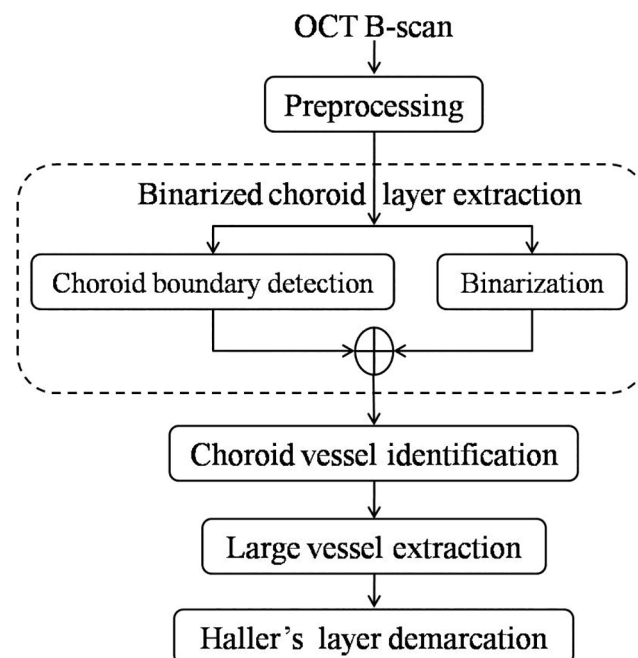 OCT B-scan
Preprocessing
Binarized choroid layer extraction
Choroid boundary detection
Binarization
Choroid vessel identification
Large vessel extraction
Haller's layer demarcation